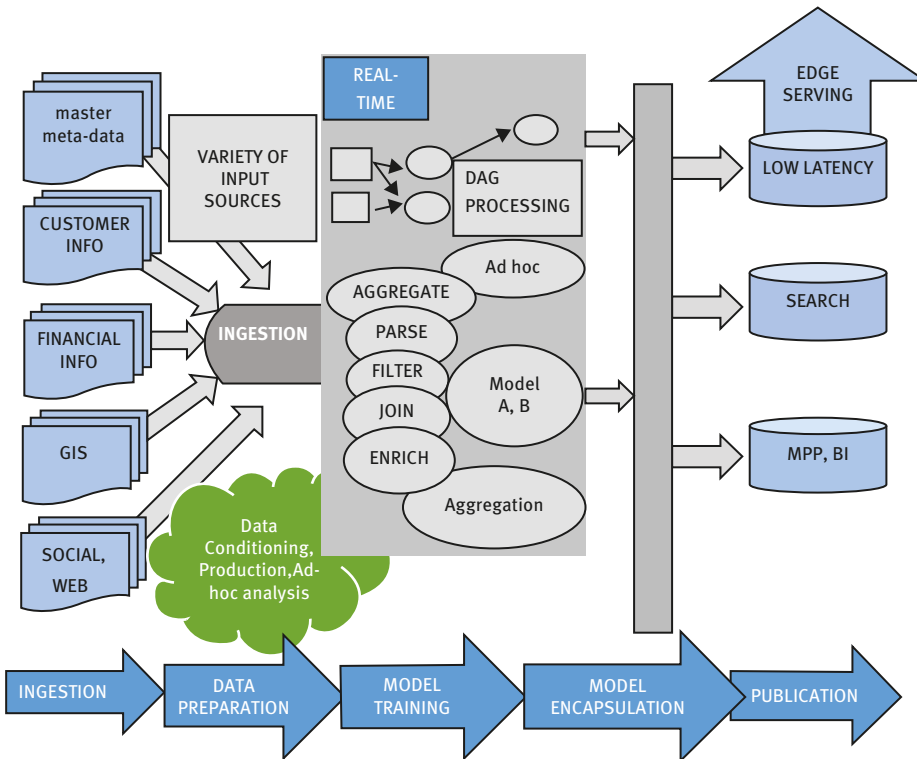 master
meta-data
CUSTOMER
INFO
FINANCIAL
INFO
GIS
SOCIAL,
WEB
VARIETY OF
INPUT
SOURCES
INGESTION
Data
Conditioning,
Production,Ad-
hoc analysis
REAL-
TIME
DAG
PROCESSING
Ad hoc
AGGREGATE
PARSE
FILTER
JOIN
ENRICH
Model
A, B
Aggregation
EDGE
SERVING
LOW LATENCY
SEARCH
MPP, BI
INGESTION
DATA
PREPARATION
MODEL
TRAINING
MODEL
ENCAPSULATION
PUBLICATION